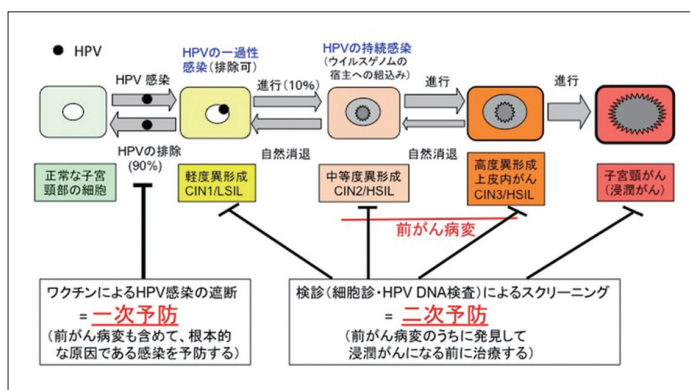 ● HPV
HPVの一過性
感染(排除可)
HPVの持続感染
(ウイルスゲノムの
宿主への組込み)
HPV 感染
進行(10%)
進行
進行
HPVの排除
(90%)
自然消退
自然消退
正常な子宮
頸部の細胞
軽度異形成
CIN1/LSIL
中等度異形成
CIN2/HSIL
高度異形成
上皮内がん
CIN3/HSIL
子宮頸がん
(浸潤がん)
前がん病変
ワクチンによるHPV感染の遮断
= 一次予防
(前がん病変も含めて、根本的
な原因である感染を予防する)
検診(細胞診・HPV DNA検査)によるスクリーニング
= 二次予防
(前がん病変のうちに発見して
浸潤がんになる前に治療する)